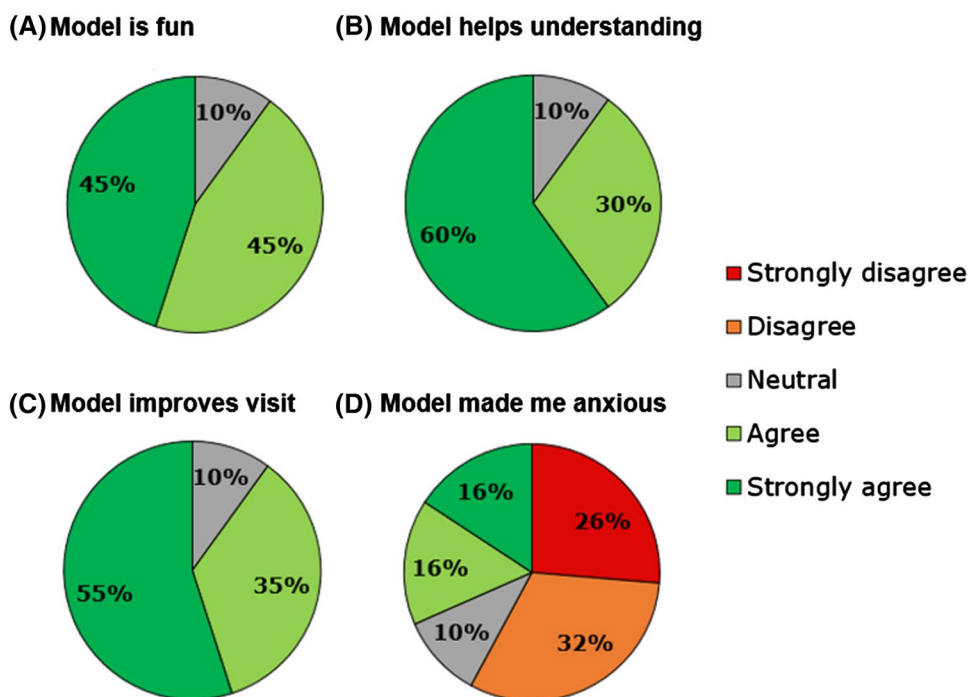 (A) Model is fun
10%
45%
45%
(B) Model helps understanding
10%
30%
60%
(C) Model improves visit
10%
35%
55%
(D) Model made me anxious
16%
26%
16%
10%
32%
Strongly disagree
Disagree
Neutral
Agree
Strongly agree